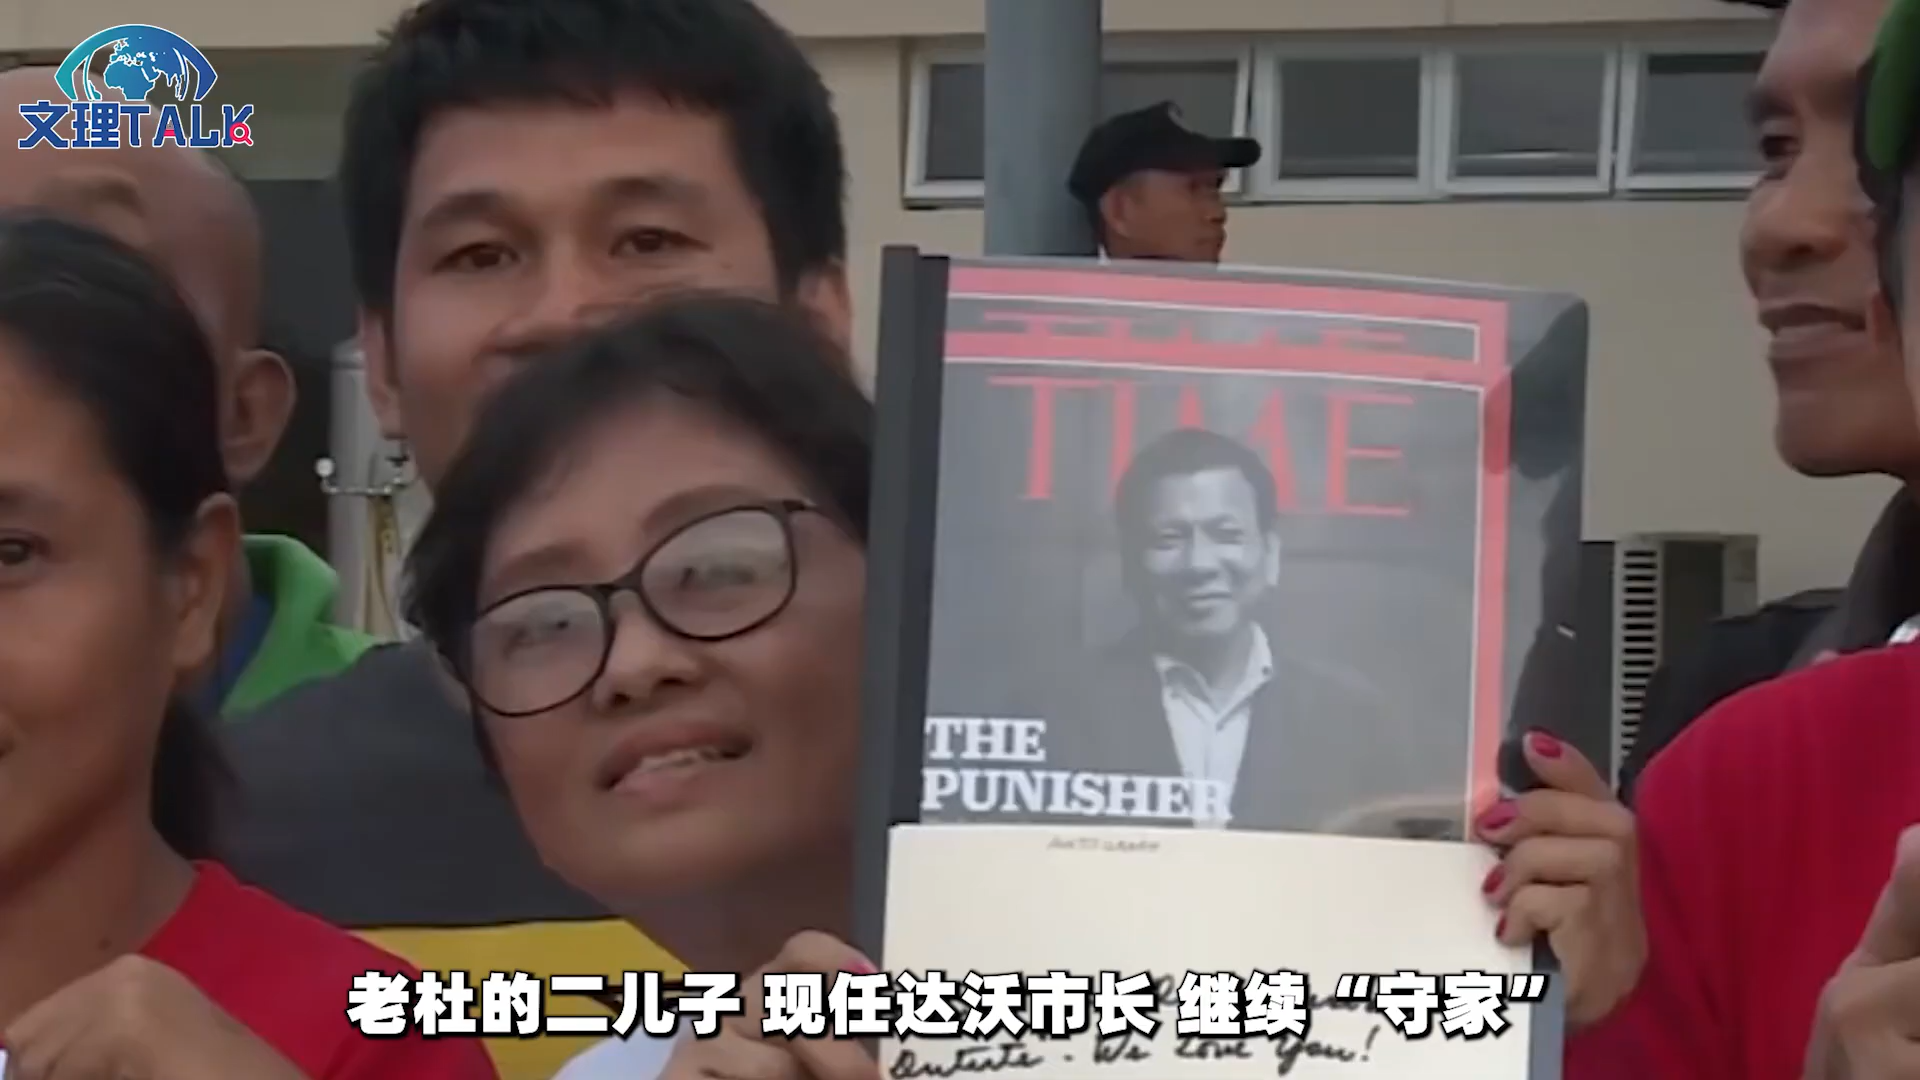 文理TALK
TIME
TIME
THE
PUNISHER
Duterte. We Love You!
老杜的二儿子 现任达沃市长 继续“守家”